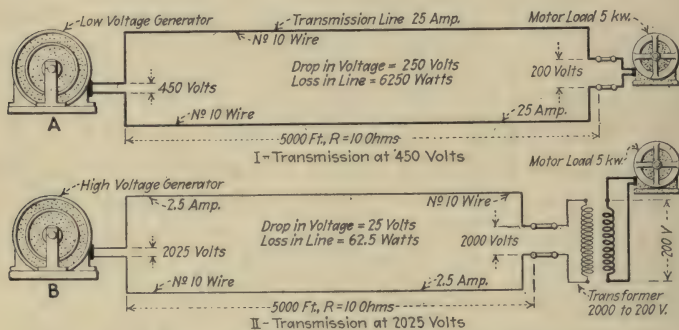 Low Voltage Generator
Transmission Line 25 Amp.
Motor Load 5 kw.
Nº 10 Wire
Drop in Voltage = 250 Volts
Loss in Line = 6250 Watts
450 Volts
200 Volts
A
Nº 10 Wire
25 Amp.
5000 Ft., R = 10 Ohms
I - Transmission at 450 Volts
Motor Load 5 kw.
High Voltage Generator
2.5 Amp.
Nº 10 Wire
Drop in Voltage = 25 Volts
Loss in Line = 62.5 Watts
2025 Volts
2000 Volts
200 V.
B
Nº 10 Wire
2.5 Amp.
5000 Ft., R = 10 Ohms
Transformer
2000 to 200 V.
II - Transmission at 2025 Volts